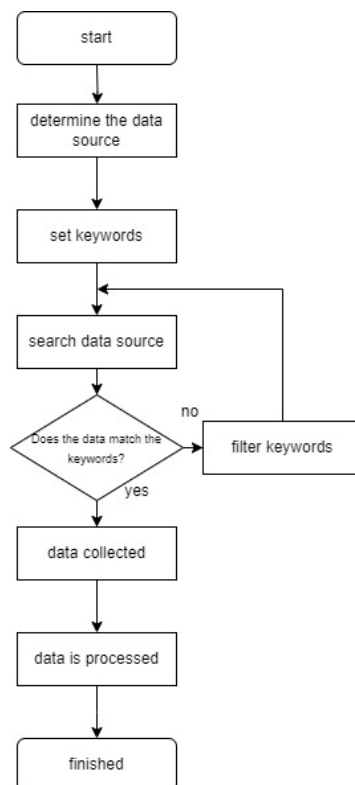 start
determine the data
source
set keywords
search data source
Does the data match the
keywords?
no
filter keywords
yes
data collected
data is processed
finished